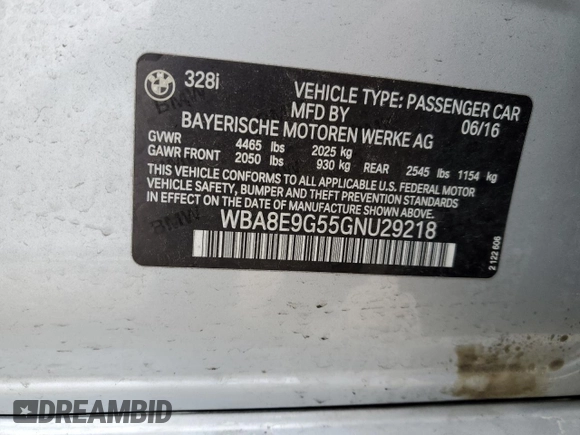 328i
VEHICLE TYPE: PASSENGER CAR
MFD BY 06/16
BAYERISCHE MOTOREN WERKE AG
GVWR 4465 lbs 2025 kg
GAWR FRONT 2050 lbs 930 kg REAR 2545 lbs 1154 kg
THIS VEHICLE CONFORMS TO ALL APPLICABLE U.S. FEDERAL MOTOR
VEHICLE SAFETY, BUMPER AND THEFT PREVENTION STANDARDS
IN EFFECT ON THE DATE OF MANUFACTURE SHOWN ABOVE.
WBA8E9G55GNU29218
2 122 606
BMW
DREAMBID